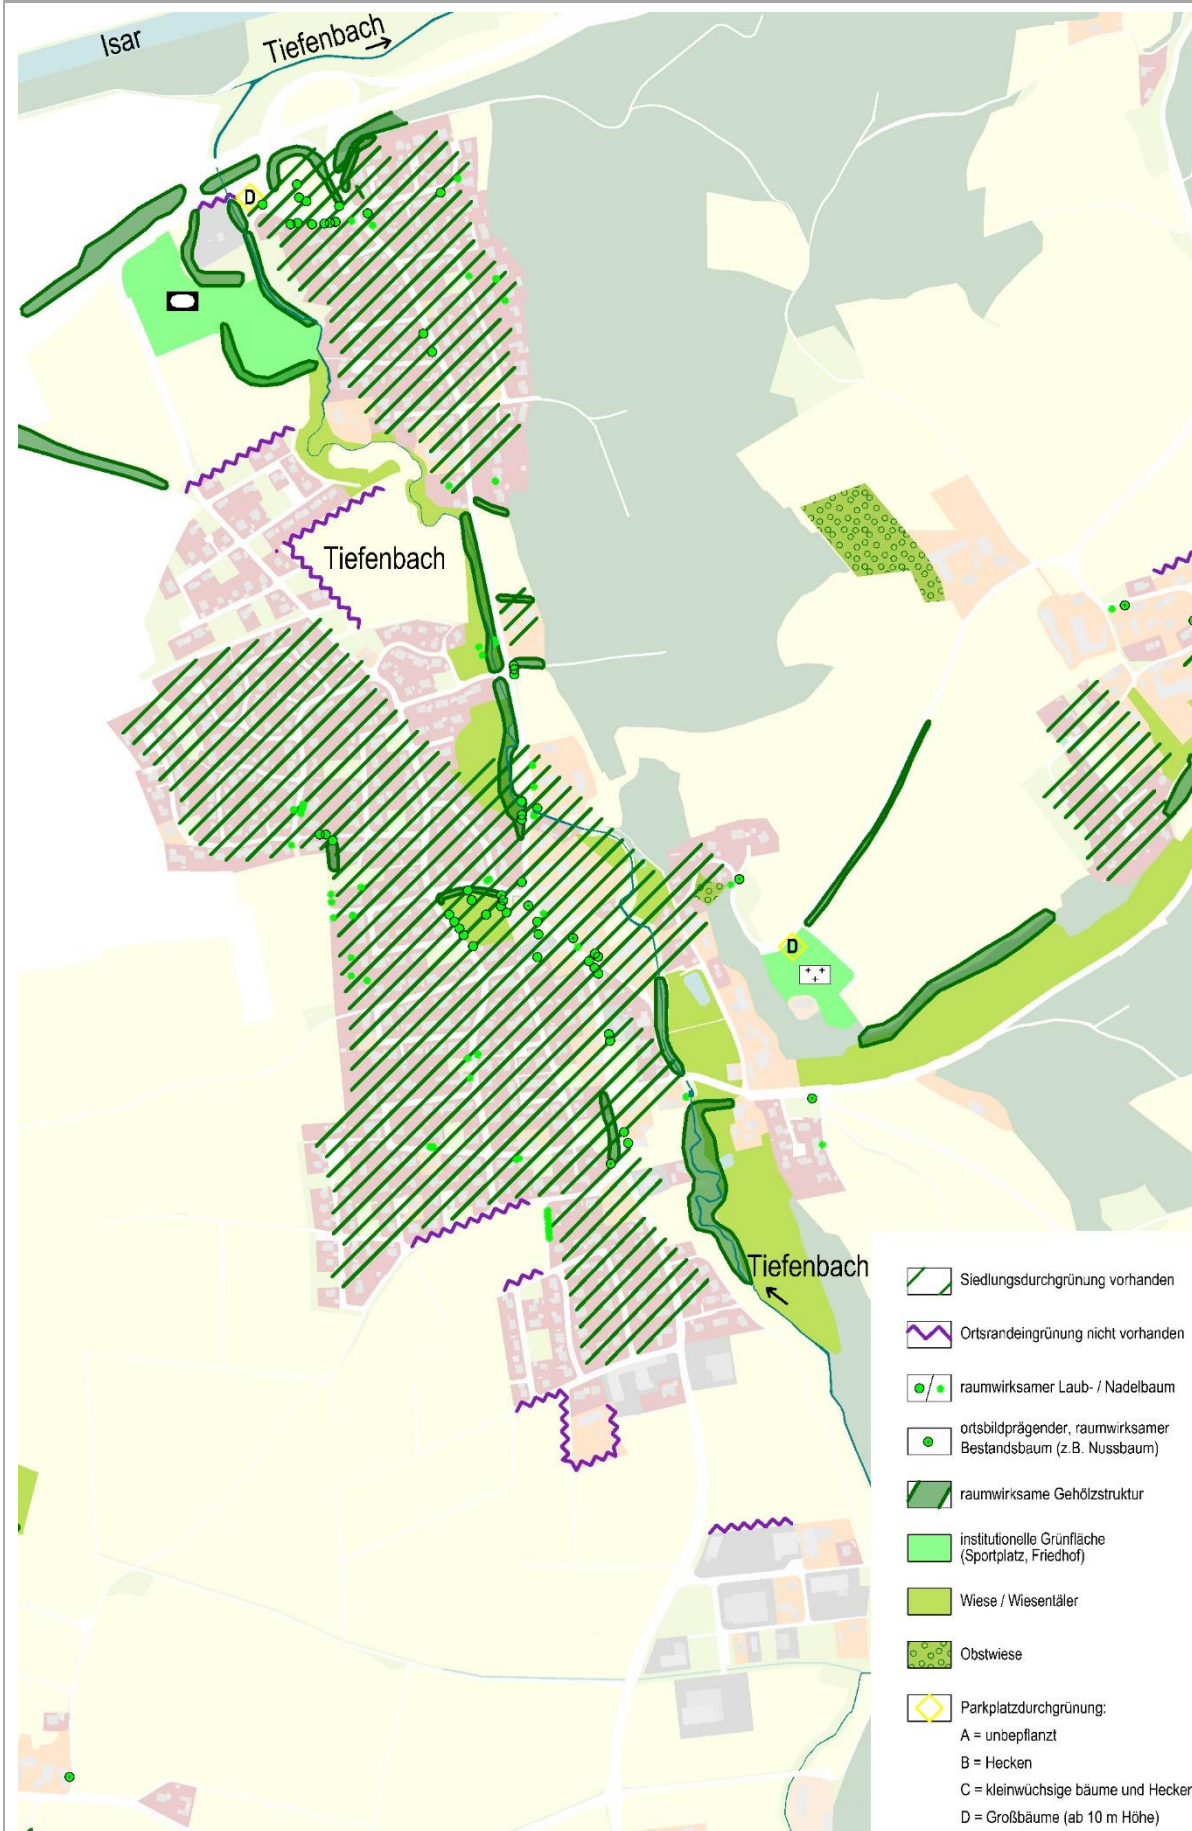 Isar
Tiefenbach
D
Tiefenbach
D
Tiefenbach
Siedlungsdurchgrünung vorhanden
Ortsrandeingrünung nicht vorhanden
raumwirksamer Laub- / Nadelbaum
ortsbildprägender, raumwirksamer
Bestandsbaum (z.B. Nussbaum)
raumwirksame Gehölzstruktur
institutionelle Grünfläche
(Sportplatz, Friedhof)
Wiese / Wiesentäler
Obstwiese
Parkplatzdurchgrünung:
A = unbepflanzt
B = Hecken
C = kleinwüchsige bäume und Hecken
D = Großbäume (ab 10 m Höhe)